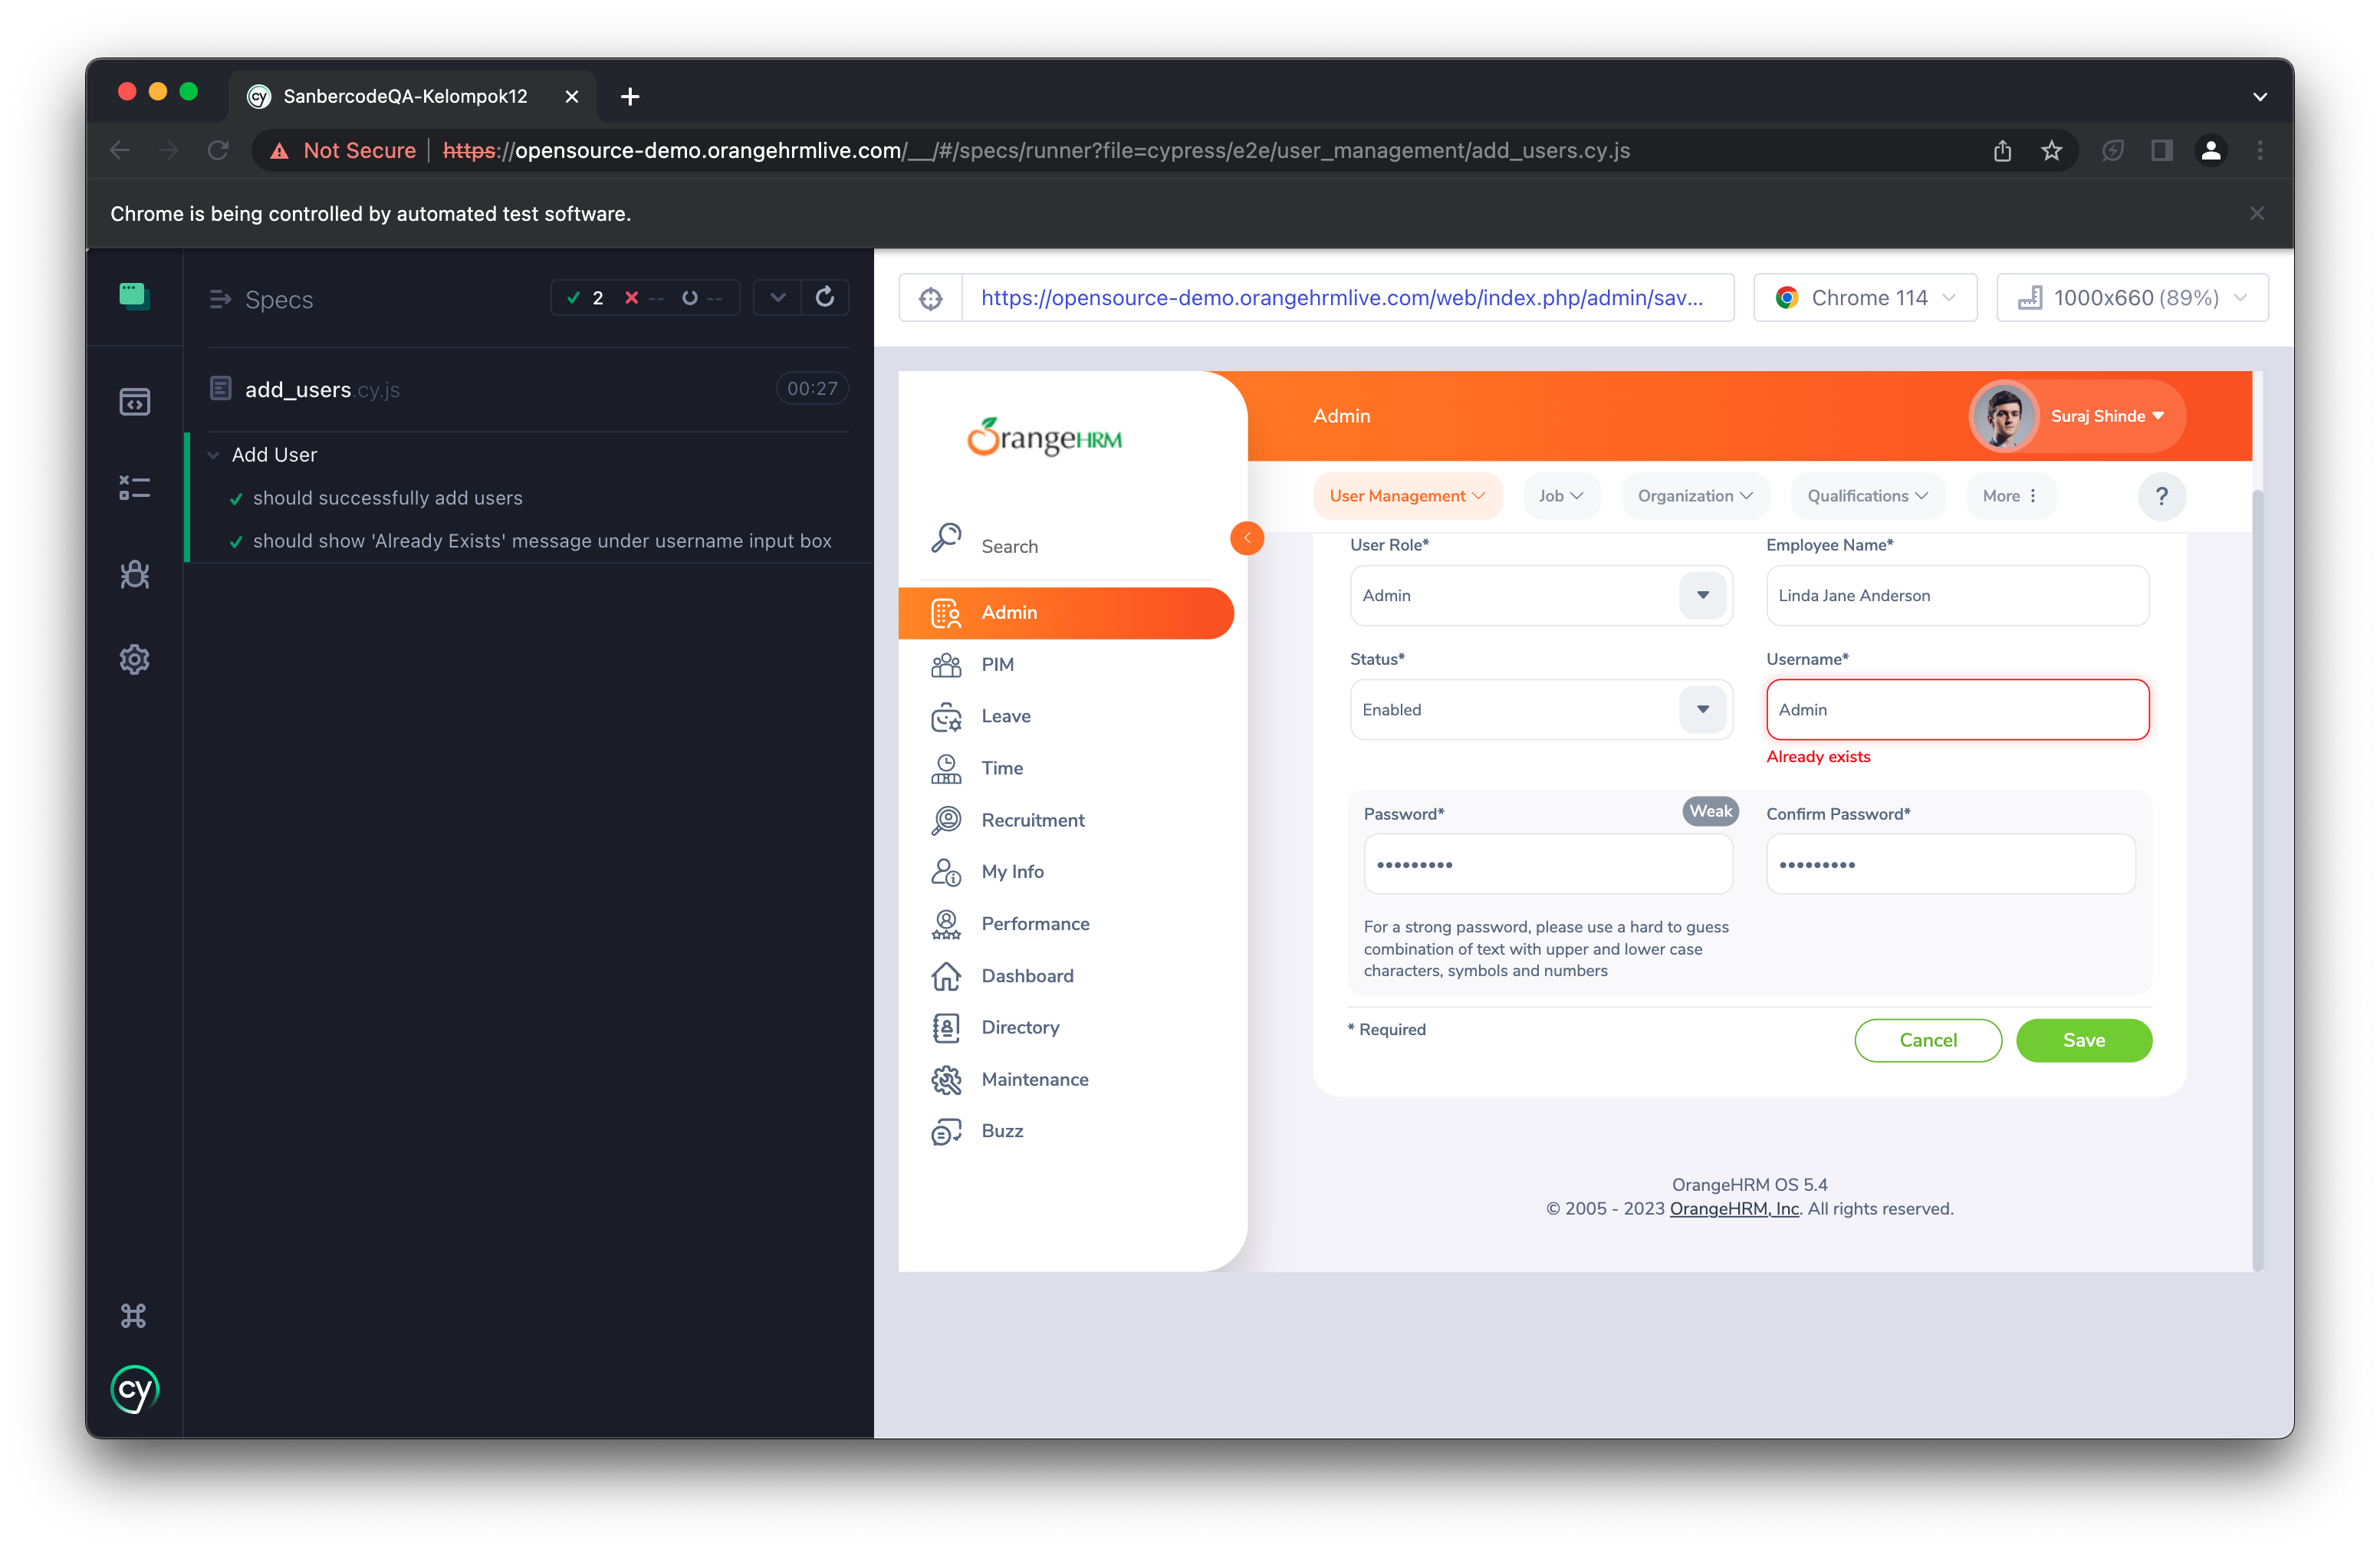 SanbercodeQA-Kelompok12
Not Secure https://opensource-demo.orangehrmlive.com/__/#/specs/runner?file=cypress/e2e/user_management/add_users.cy.js
Chrome is being controlled by automated test software.
Specs
2 -- --
add_users.cy.js 00:27
Add User
should successfully add users
should show 'Already Exists' message under username input box
cy
https://opensource-demo.orangehrmlive.com/web/index.php/admin/sav...
Chrome 114
1000x660 (89%)
OrangeHRM
Search
Admin
PIM
Leave
Time
Recruitment
My Info
Performance
Dashboard
Directory
Maintenance
Buzz
Admin
Suraj Shinde
User Management
Job
Organization
Qualifications
More
?
User Role*
Admin
Employee Name*
Linda Jane Anderson
Status*
Enabled
Username*
Admin
Already exists
Password*
Weak
Confirm Password*
For a strong password, please use a hard to guess
combination of text with upper and lower case
characters, symbols and numbers
* Required
Cancel
Save
OrangeHRM OS 5.4
© 2005 - 2023 OrangeHRM, Inc. All rights reserved.